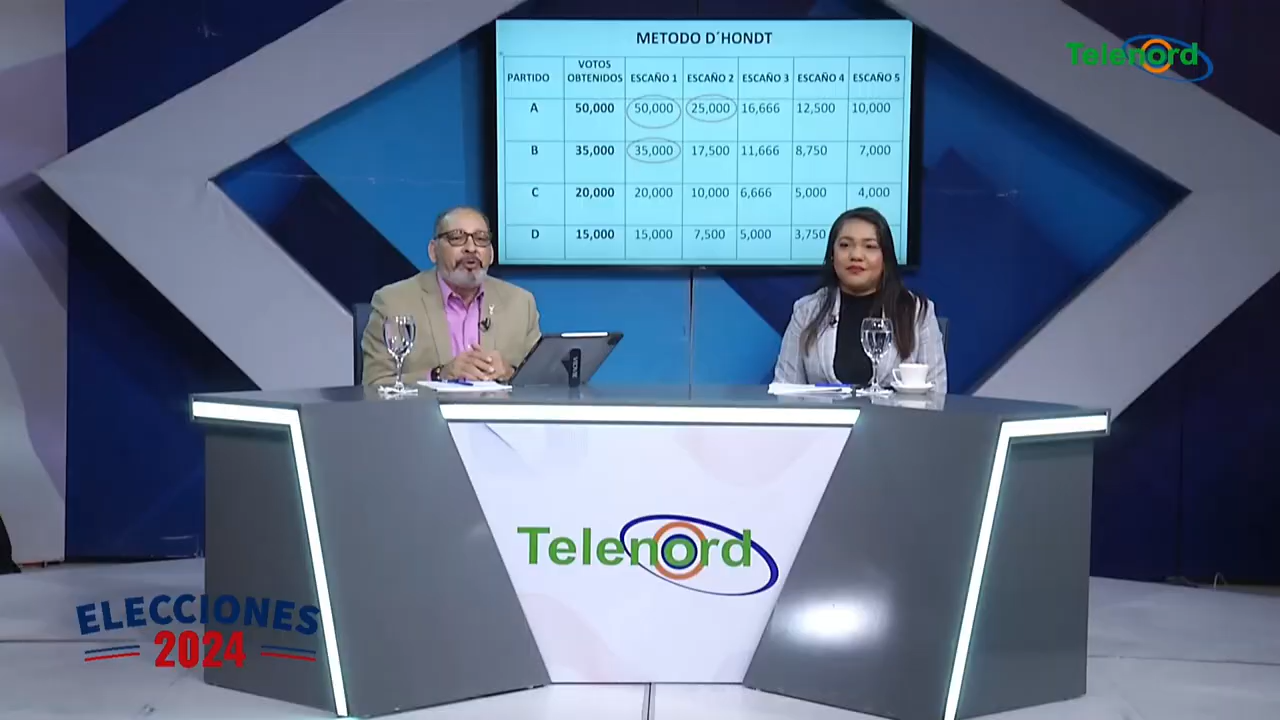 METODO D´HONDT
Telenord
PARTIDO VOTOS OBTENIDOS ESCAÑO 1 ESCAÑO 2 ESCAÑO 3 ESCAÑO 4 ESCAÑO 5
A 50,000 50,000 25,000 16,666 12,500 10,000
B 35,000 35,000 17,500 11,666 8,750 7,000
C 20,000 20,000 10,000 6,666 5,000 4,000
D 15,000 15,000 7,500 5,000 3,750
Telenord
ELECCIONES
2024